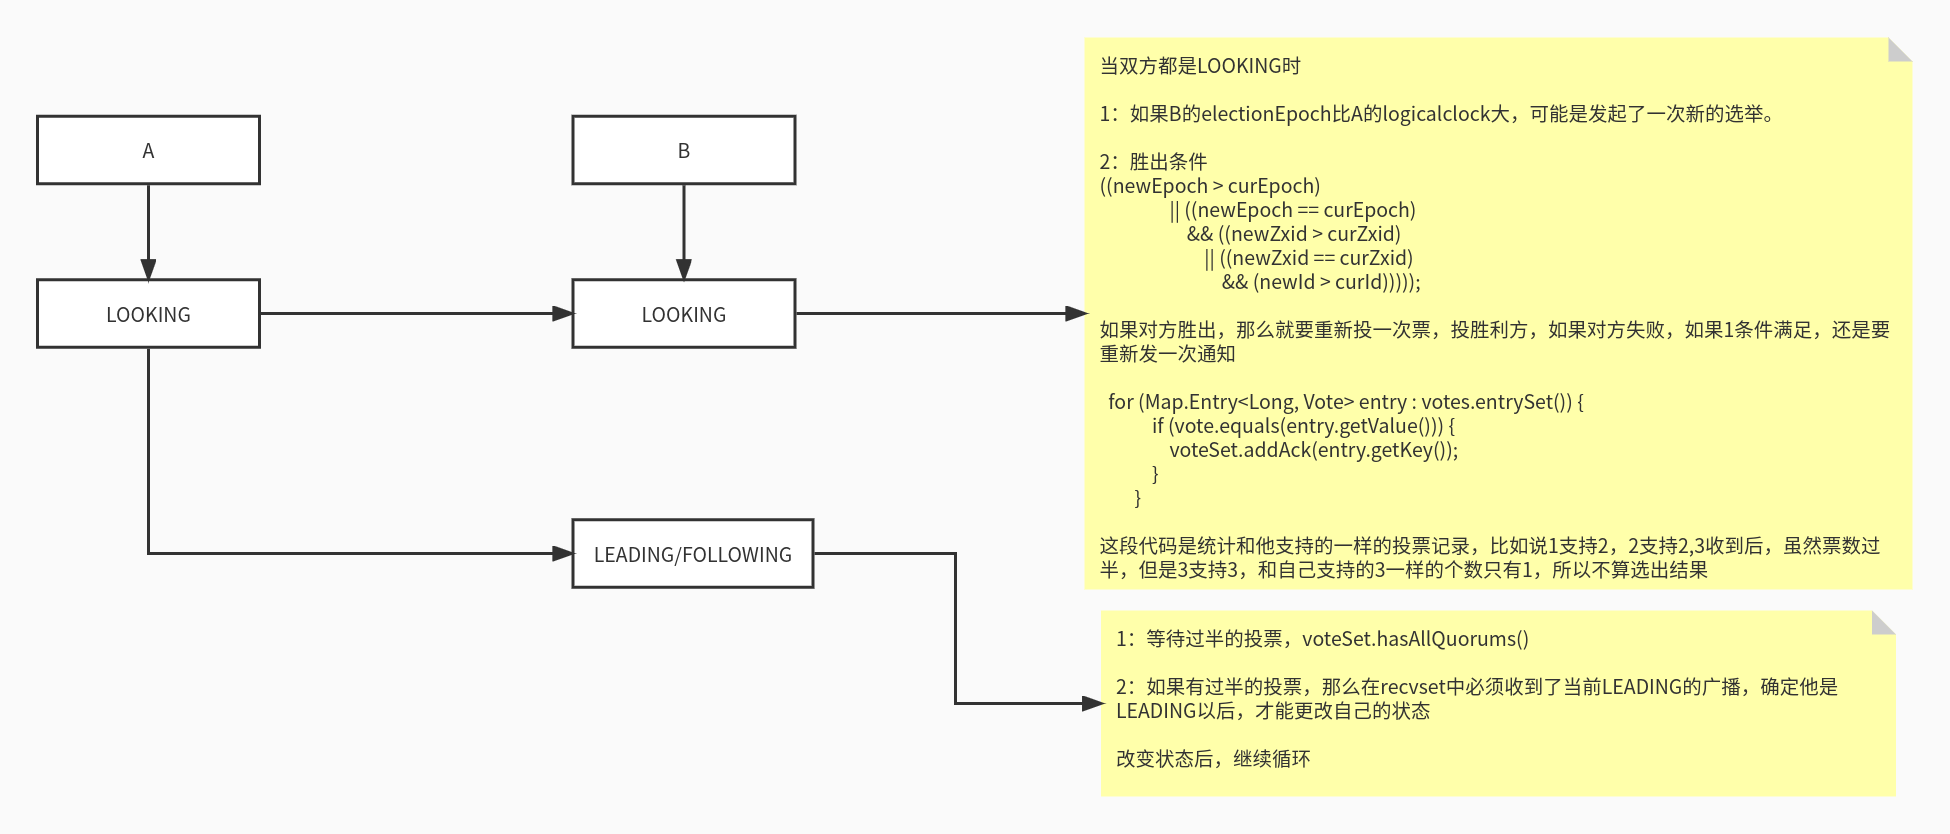 A
B
LOOKING
LOOKING
LEADING/FOLLOWING
当双方都是LOOKING时
1：如果B的electionEpoch比A的logicalclock大，可能是发起了一次新的选举。
2：胜出条件
((newEpoch > curEpoch)
|| ((newEpoch == curEpoch)
&& ((newZxid > curZxid)
|| ((newZxid == curZxid)
&& (newId > curId)))));
如果对方胜出，那么就要重新投一次票，投胜利方，如果对方失败，如果1条件满足，还是要
重新发一次通知
for (Map.Entry<Long, Vote> entry : votes.entrySet()) {
if (vote.equals(entry.getValue())) {
voteSet.addAck(entry.getKey());
}
}
这段代码是统计和他支持的一样的投票记录，比如说1支持2，2支持2,3收到后，虽然票数过
半，但是3支持3，和自己支持的3一样的个数只有1，所以不算选出结果
1：等待过半的投票，voteSet.hasAllQuorums()
2：如果有过半的投票，那么在recvset中必须收到了当前LEADING的广播，确定他是
LEADING以后，才能更改自己的状态
改变状态后，继续循环